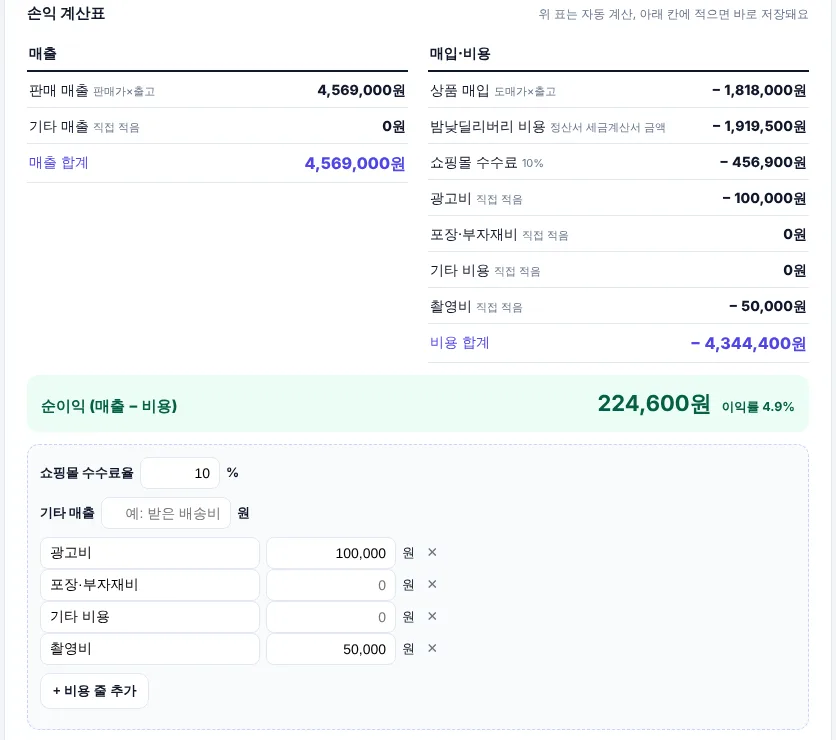 손익 계산표
위 표는 자동 계산, 아래 칸에 적으면 바로 저장돼요
매출
판매 매출 판매가×출고 4,569,000원
기타 매출 직접 적음 0원
매출 합계 4,569,000원
매입·비용
상품 매입 도매가×출고 − 1,818,000원
밤낮딜리버리 비용 정산서 세금계산서 금액 − 1,919,500원
쇼핑몰 수수료 10% − 456,900원
광고비 직접 적음 − 100,000원
포장·부자재비 직접 적음 0원
기타 비용 직접 적음 0원
촬영비 직접 적음 − 50,000원
비용 합계 − 4,344,400원
순이익 (매출 − 비용) 224,600원 이익률 4.9%
쇼핑몰 수수료율 10 %
기타 매출 예: 받은 배송비 원
광고비 100,000 원 ×
포장·부자재비 0 원 ×
기타 비용 0 원 ×
촬영비 50,000 원 ×
+ 비용 줄 추가